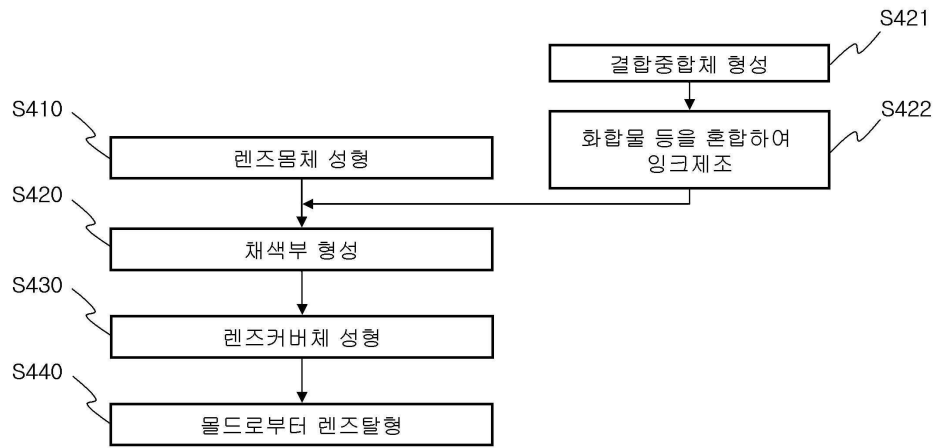 S421
결합중합체 형성
S410
S422
화합물 등을 혼합하여
잉크제조
렌즈몸체 성형
S420
채색부 형성
S430
렌즈커버체 성형
S440
몰드로부터 렌즈탈형